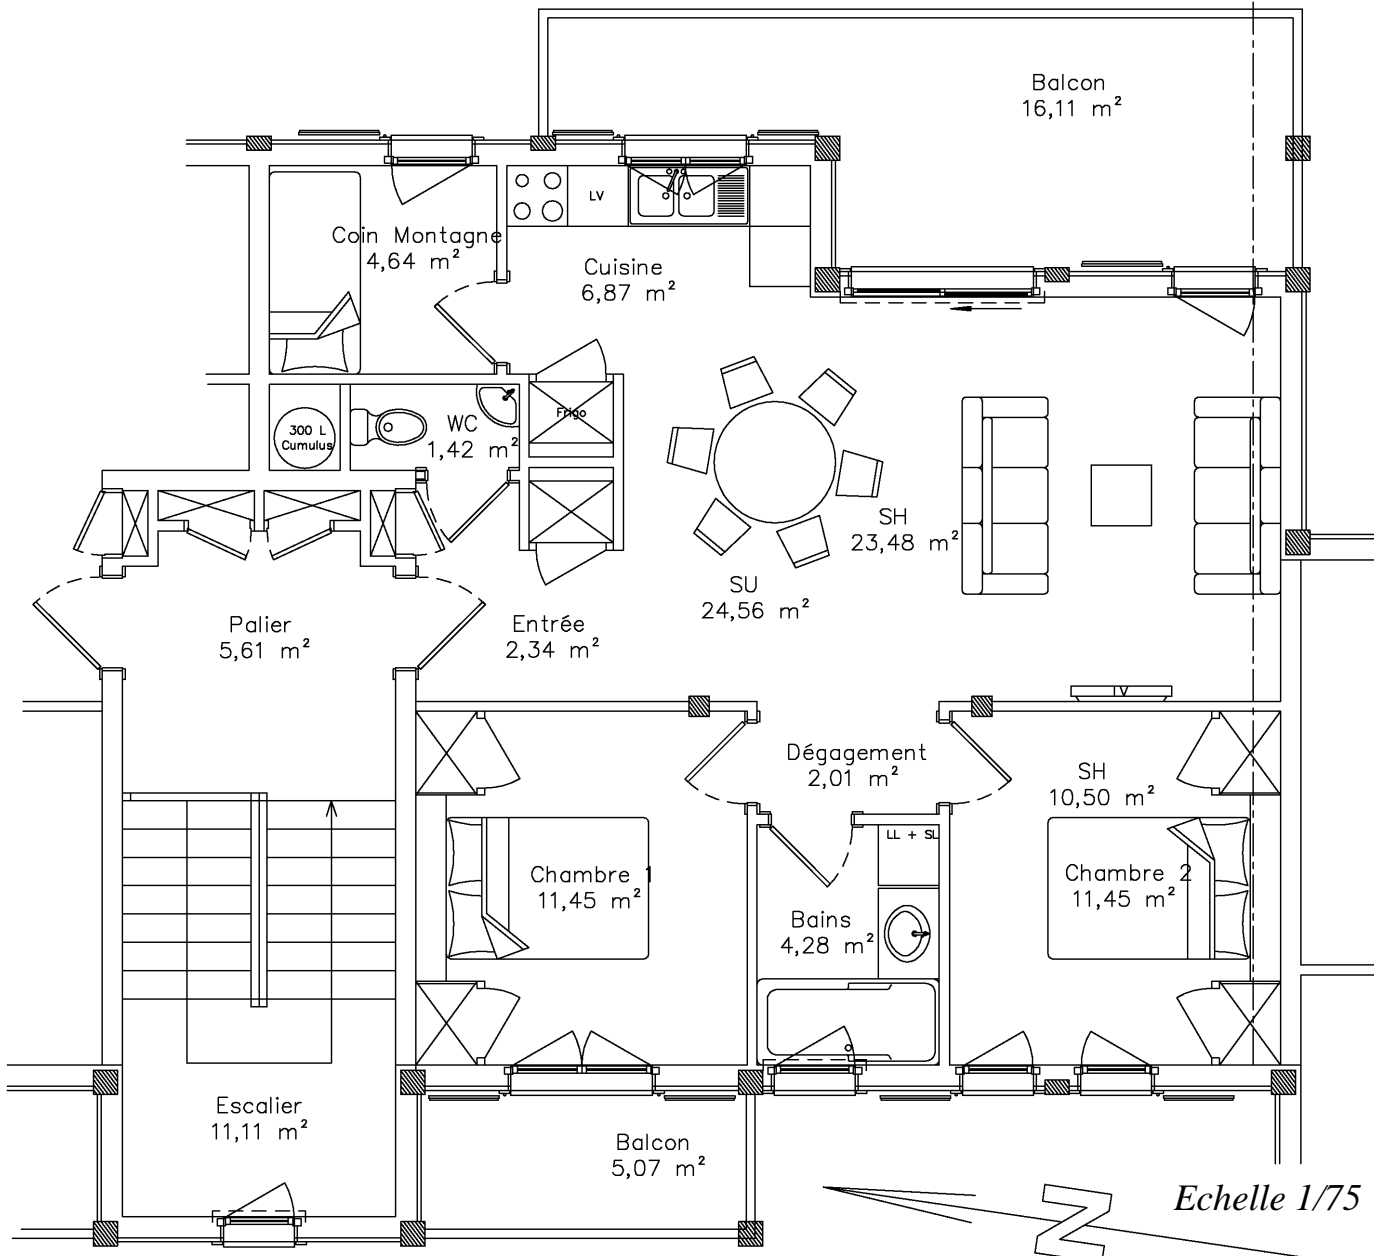 Balcon
16,11 m²
LV
Coin Montagne
4,64 m²
Cuisine
6,87 m²
Frigo
300 L
Cumulus
WC
1,42 m²
SH
23,48 m²
SU
24,56 m²
Palier
5,61 m²
Entrée
2,34 m²
TV
Dégagement
2,01 m²
SH
10,50 m²
LL + SL
Chambre 1
11,45 m²
Chambre 2
11,45 m²
Bains
4,28 m²
Escalier
11,11 m²
Balcon
5,07 m²
N
Echelle 1/75